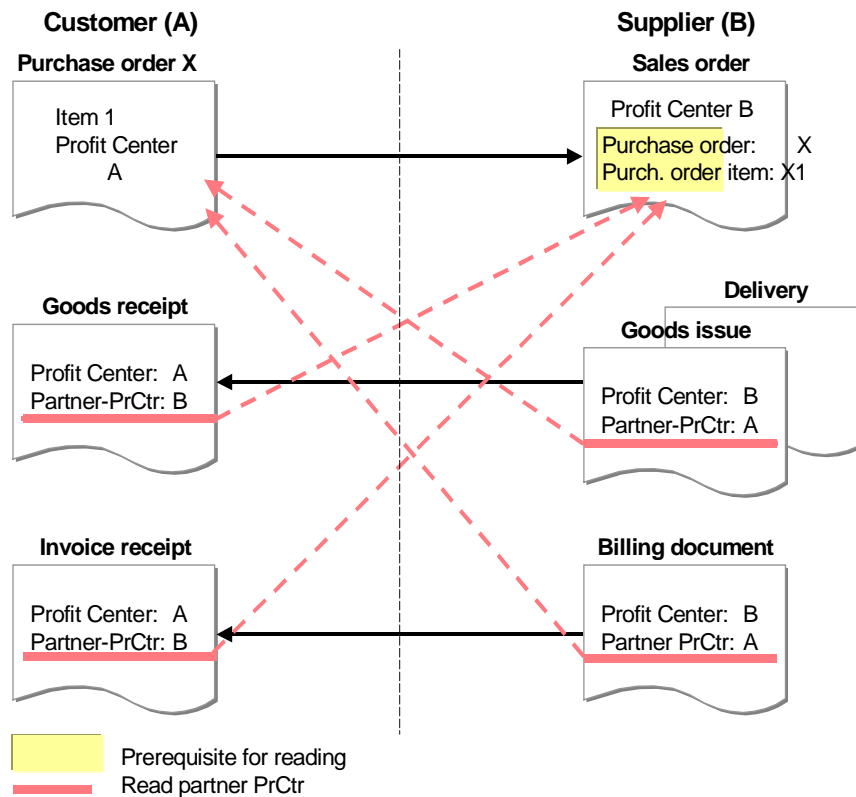 Customer (A)
Supplier (B)
Purchase order X
Sales order
Item 1
Profit Center
A
Profit Center B
Purchase order: X
Purch. order item: X1
Goods receipt
Delivery
Goods issue
Profit Center: A
Partner-PrCtr: B
Profit Center: B
Partner-PrCtr: A
Invoice receipt
Billing document
Profit Center: A
Partner-PrCtr: B
Profit Center: B
Partner PrCtr: A
Prerequisite for reading
Read partner PrCtr